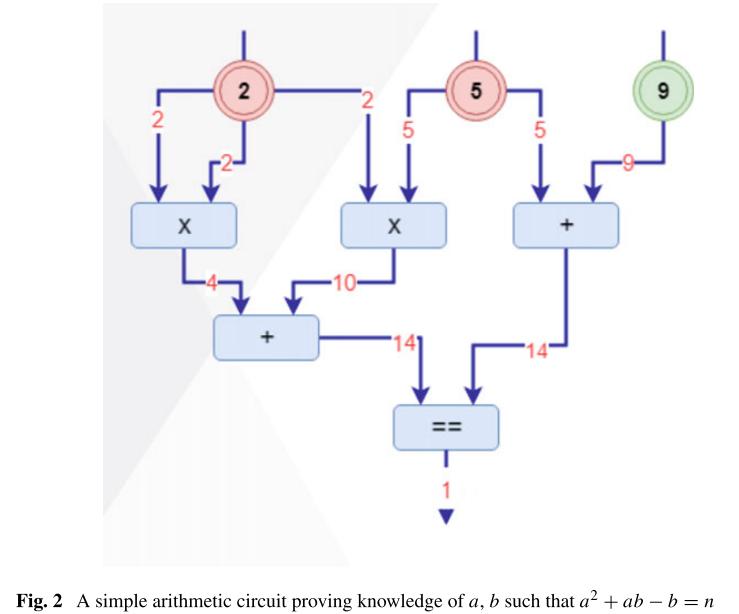 2 5 9
2 2 2 5 5 9
X X +
4 10
+ 14 14
==
1
Fig. 2 A simple arithmetic circuit proving knowledge of a, b such that a² + ab − b = n